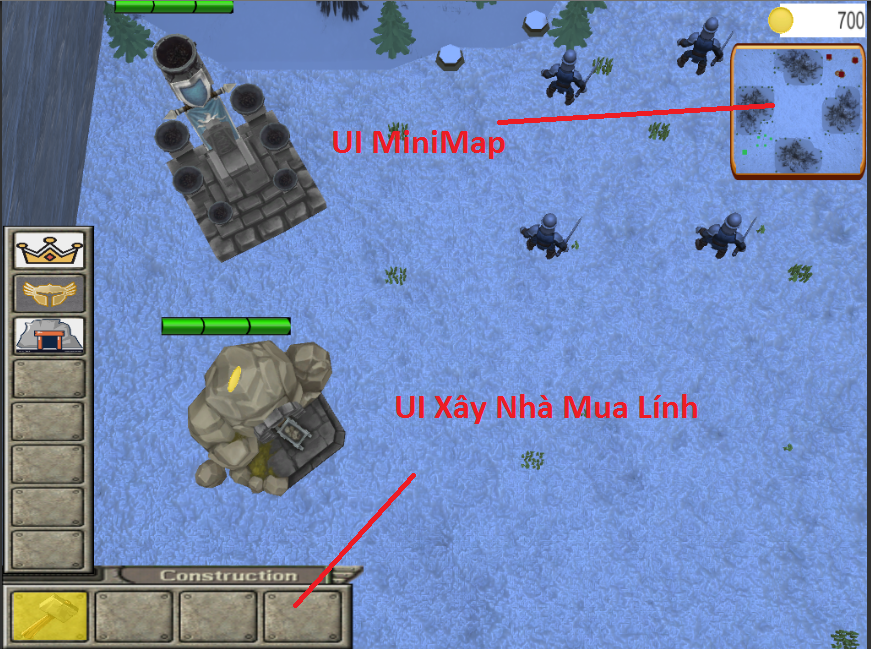 700
UI MiniMap
UI Xây Nhà Mua Lính
Construction